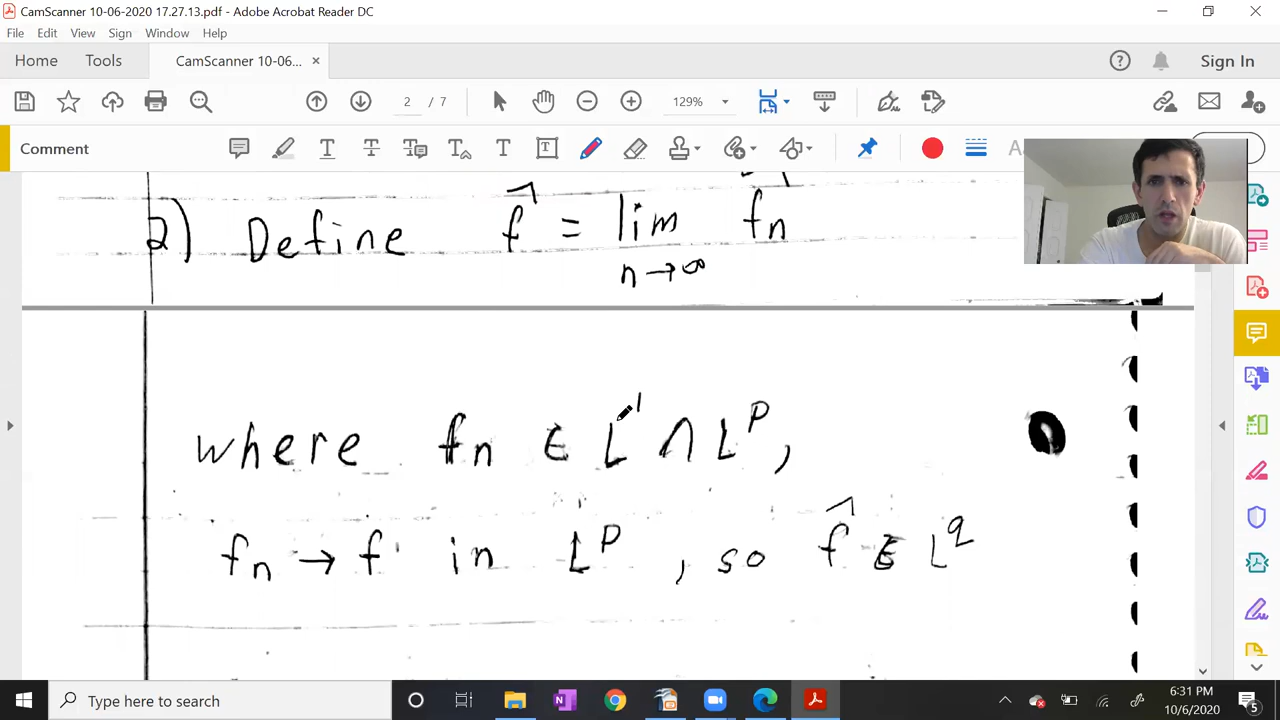 CamScanner 10-06-2020 17.27.13.pdf - Adobe Acrobat Reader DC
File Edit View Sign Window Help
Home Tools CamScanner 10-06... × Sign In
2 / 7 129%
Comment
2) Define f̂ = lim f̂n
n→∞
where fn ∈ L¹ ∩ Lᵖ,
fn → f in Lᵖ, so f̂ ∈ L^q
Type here to search
6:31 PM
10/6/2020
5